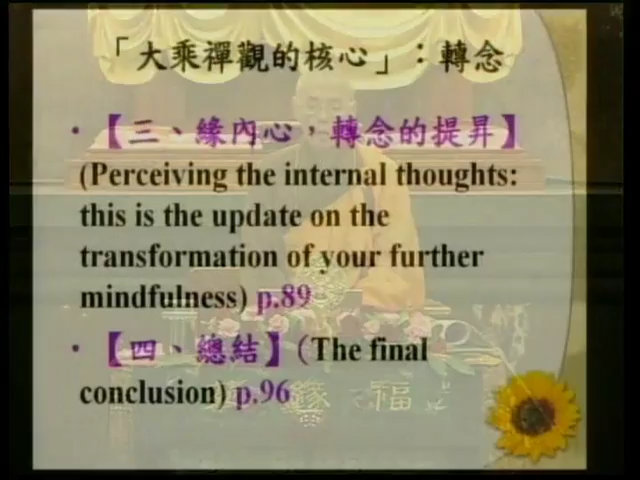 「大乘禪觀的核心」：轉念
•【三、緣內心，轉念的提昇】
(Perceiving the internal thoughts:
this is the update on the
transformation of your further
mindfulness) p.89
•【四、總結】(The final
conclusion) p.96
緣 福